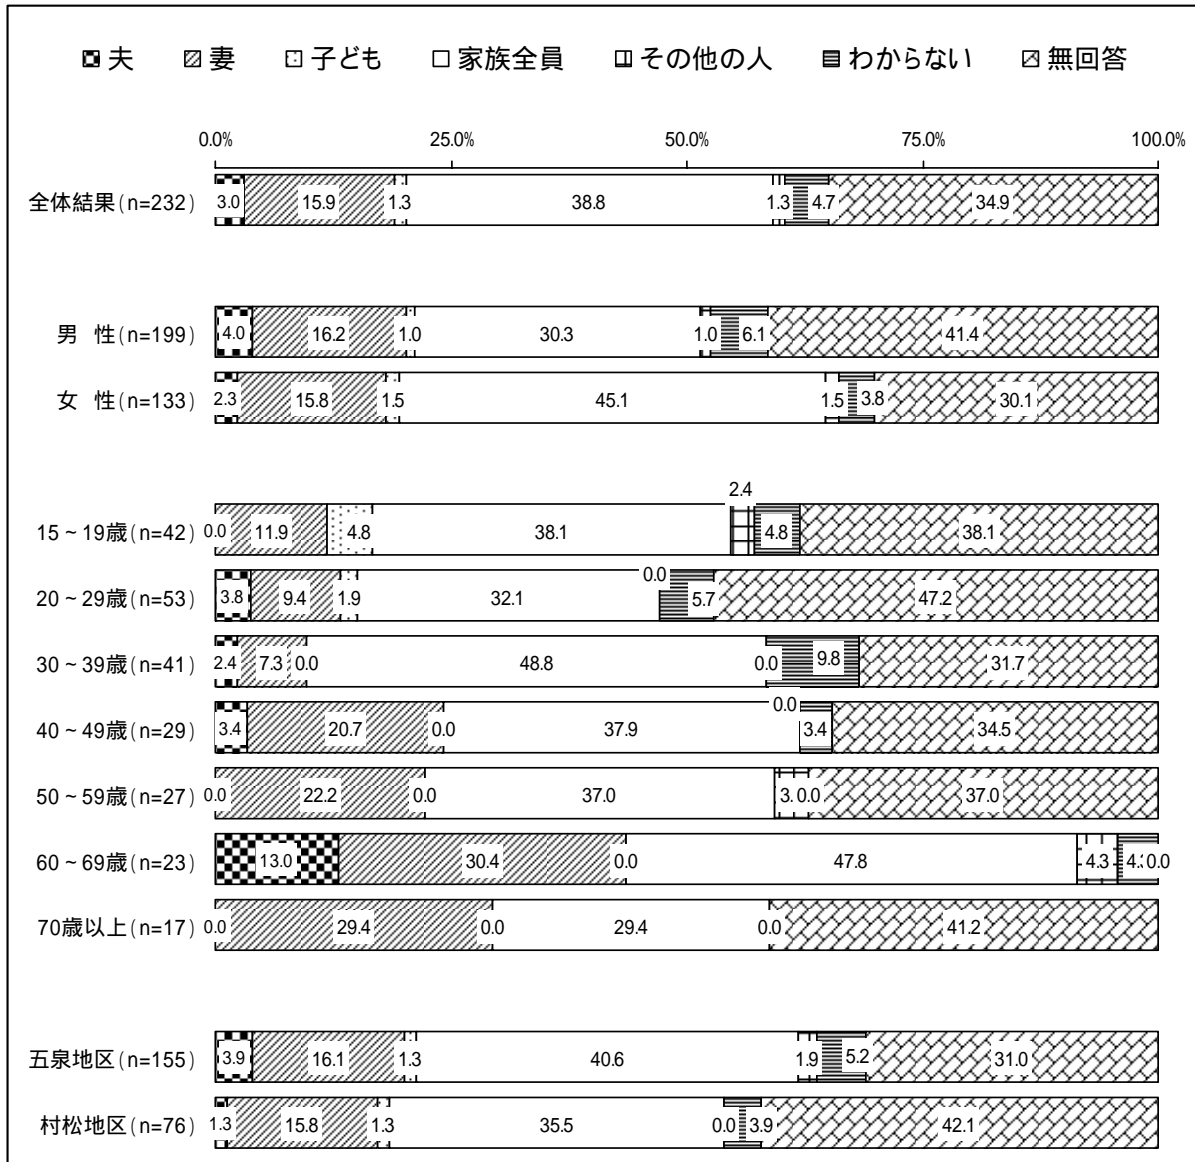 夫 妻 子ども 家族全員 その他の人 わからない 無回答
0.0% 25.0% 50.0% 75.0% 100.0%
全体結果(n=232) 3.0 15.9 1.3 38.8 1.3 4.7 34.9
男 性(n=199) 4.0 16.2 1.0 30.3 1.0 6.1 41.4
女 性(n=133) 2.3 15.8 1.5 45.1 1.5 3.8 30.1
2.4
15~19歳(n=42) 0.0 11.9 4.8 38.1 4.8 38.1
20~29歳(n=53) 3.8 9.4 1.9 32.1 0.0 5.7 47.2
30~39歳(n=41) 2.4 7.3 0.0 48.8 0.0 9.8 31.7
40~49歳(n=29) 3.4 20.7 0.0 37.9 0.0 3.4 34.5
50~59歳(n=27) 0.0 22.2 0.0 37.0 3. 0.0 37.0
60~69歳(n=23) 13.0 30.4 0.0 47.8 4.3 4. 0.0
70歳以上(n=17) 0.0 29.4 0.0 29.4 0.0 41.2
五泉地区(n=155) 3.9 16.1 1.3 40.6 1.9 5.2 31.0
村松地区(n=76) 1.3 15.8 1.3 35.5 0.0 3.9 42.1